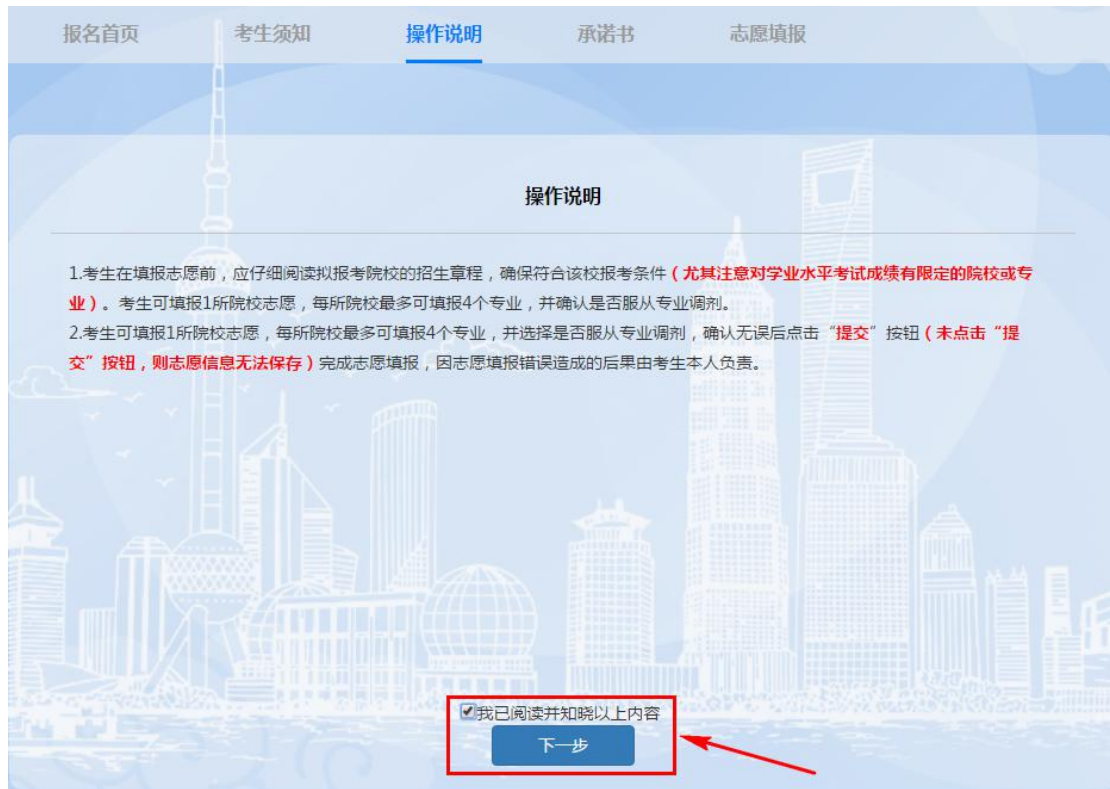 报名首页 考生须知 操作说明 承诺书 志愿填报
操作说明
1.考生在填报志愿前，应仔细阅读拟报考院校的招生章程，确保符合该校报考条件（尤其注意对学业水平考试成绩有限定的院校或专
业）。考生可填报1所院校志愿，每所院校最多可填报4个专业，并确认是否服从专业调剂。
2.考生可填报1所院校志愿，每所院校最多可填报4个专业，并选择是否服从专业调剂，确认无误后点击“提交”按钮（未点击“提
交”按钮，则志愿信息无法保存）完成志愿填报，因志愿填报错误造成的后果由考生本人负责。
我已阅读并知晓以上内容
下一步